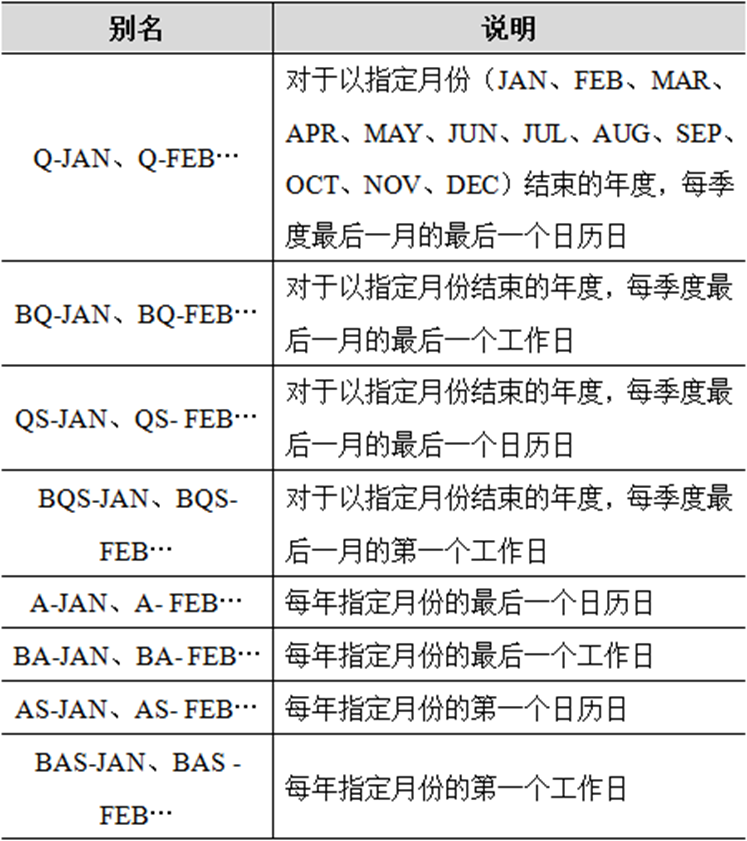 别名
说明
Q-JAN、Q-FEB…
对于以指定月份（JAN、FEB、MAR、
APR、MAY、JUN、JUL、AUG、SEP、
OCT、NOV、DEC）结束的年度，每季
度最后一月的最后一个日历日
BQ-JAN、BQ-FEB…
对于以指定月份结束的年度，每季度最
后一月的最后一个工作日
QS-JAN、QS- FEB…
对于以指定月份结束的年度，每季度最
后一月的最后一个日历日
BQS-JAN、BQS-
FEB…
对于以指定月份结束的年度，每季度最
后一月的第一个工作日
A-JAN、A- FEB…
每年指定月份的最后一个日历日
BA-JAN、BA- FEB…
每年指定月份的最后一个工作日
AS-JAN、AS- FEB…
每年指定月份的第一个日历日
BAS-JAN、BAS -
FEB…
每年指定月份的第一个工作日